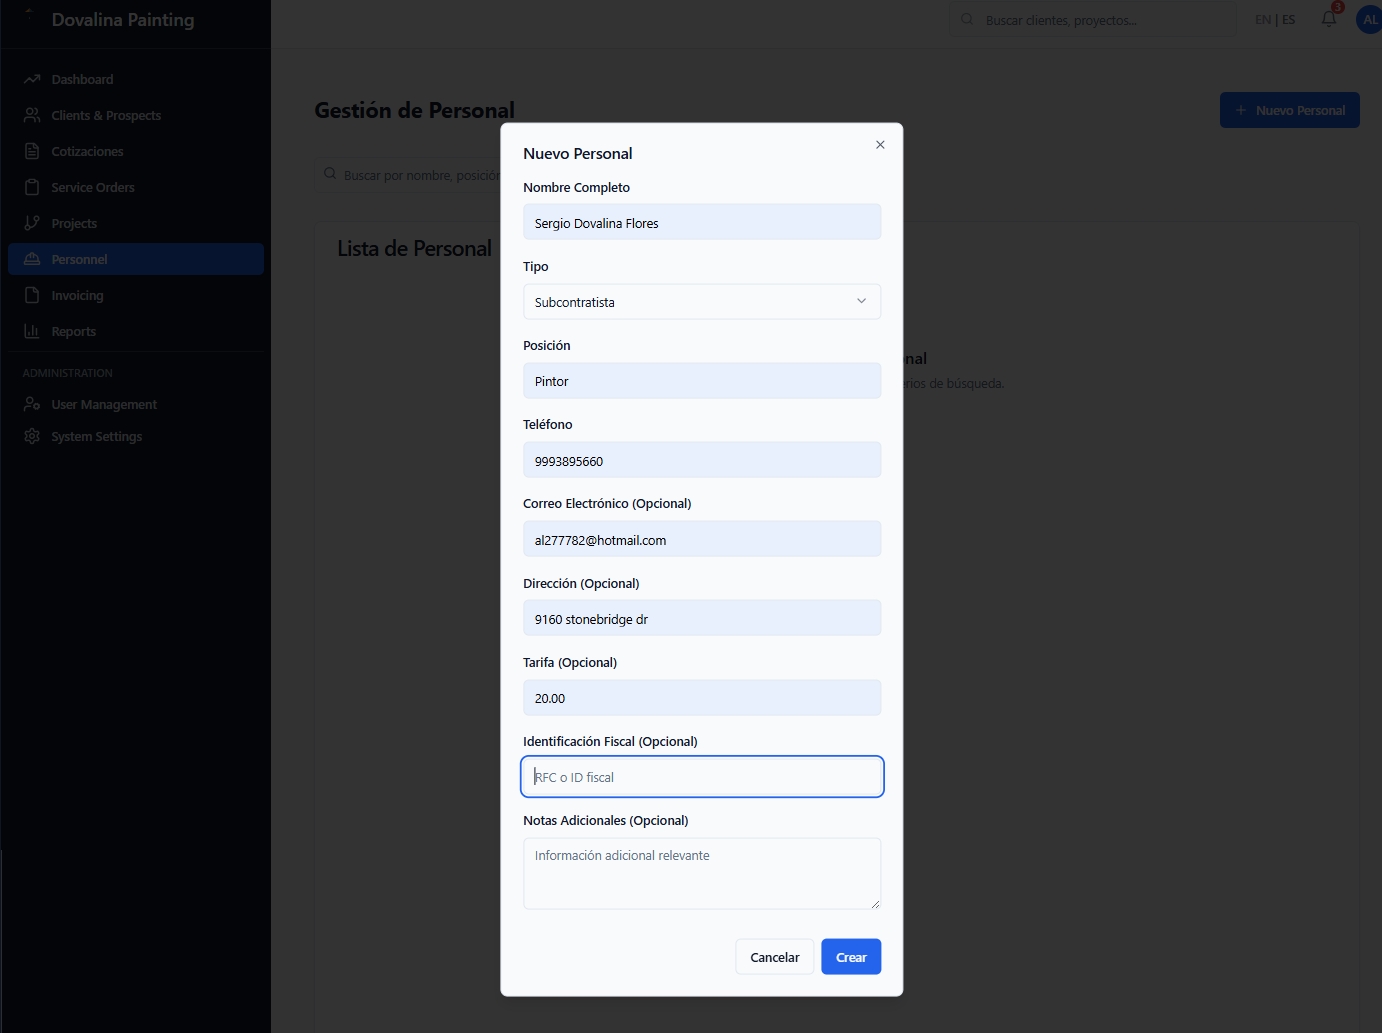 Dovalina Painting
Buscar clientes, proyectos...
EN | ES
3
AL
Dashboard
Clients & Prospects
Cotizaciones
Service Orders
Projects
Personnel
Invoicing
Reports
ADMINISTRATION
User Management
System Settings
Gestión de Personal
+ Nuevo Personal
Buscar por nombre, posición
Lista de Personal
nal
erios de búsqueda.
Nuevo Personal
Nombre Completo
Sergio Dovalina Flores
Tipo
Subcontratista
Posición
Pintor
Teléfono
9993895660
Correo Electrónico (Opcional)
al277782@hotmail.com
Dirección (Opcional)
9160 stonebridge dr
Tarifa (Opcional)
20.00
Identificación Fiscal (Opcional)
RFC o ID fiscal
Notas Adicionales (Opcional)
Información adicional relevante
Cancelar
Crear